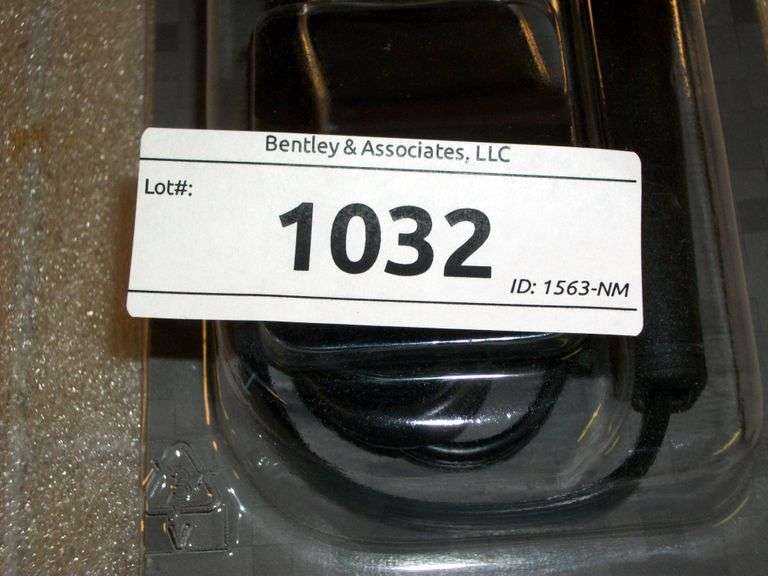 Bentley & Associates, LLC
Lot#:
1032
ID: 1563-NM
V